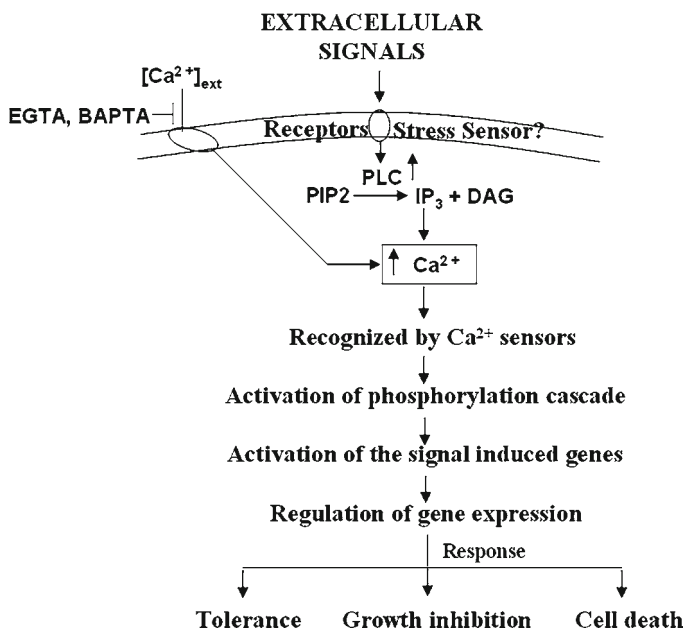 EXTRACELLULAR
SIGNALS
[Ca²⁺]ext
EGTA, BAPTA
Receptors Stress Sensor?
PLC
PIP2 IP₃ + DAG
Ca²⁺
Recognized by Ca²⁺ sensors
Activation of phosphorylation cascade
Activation of the signal induced genes
Regulation of gene expression
Response
Tolerance Growth inhibition Cell death